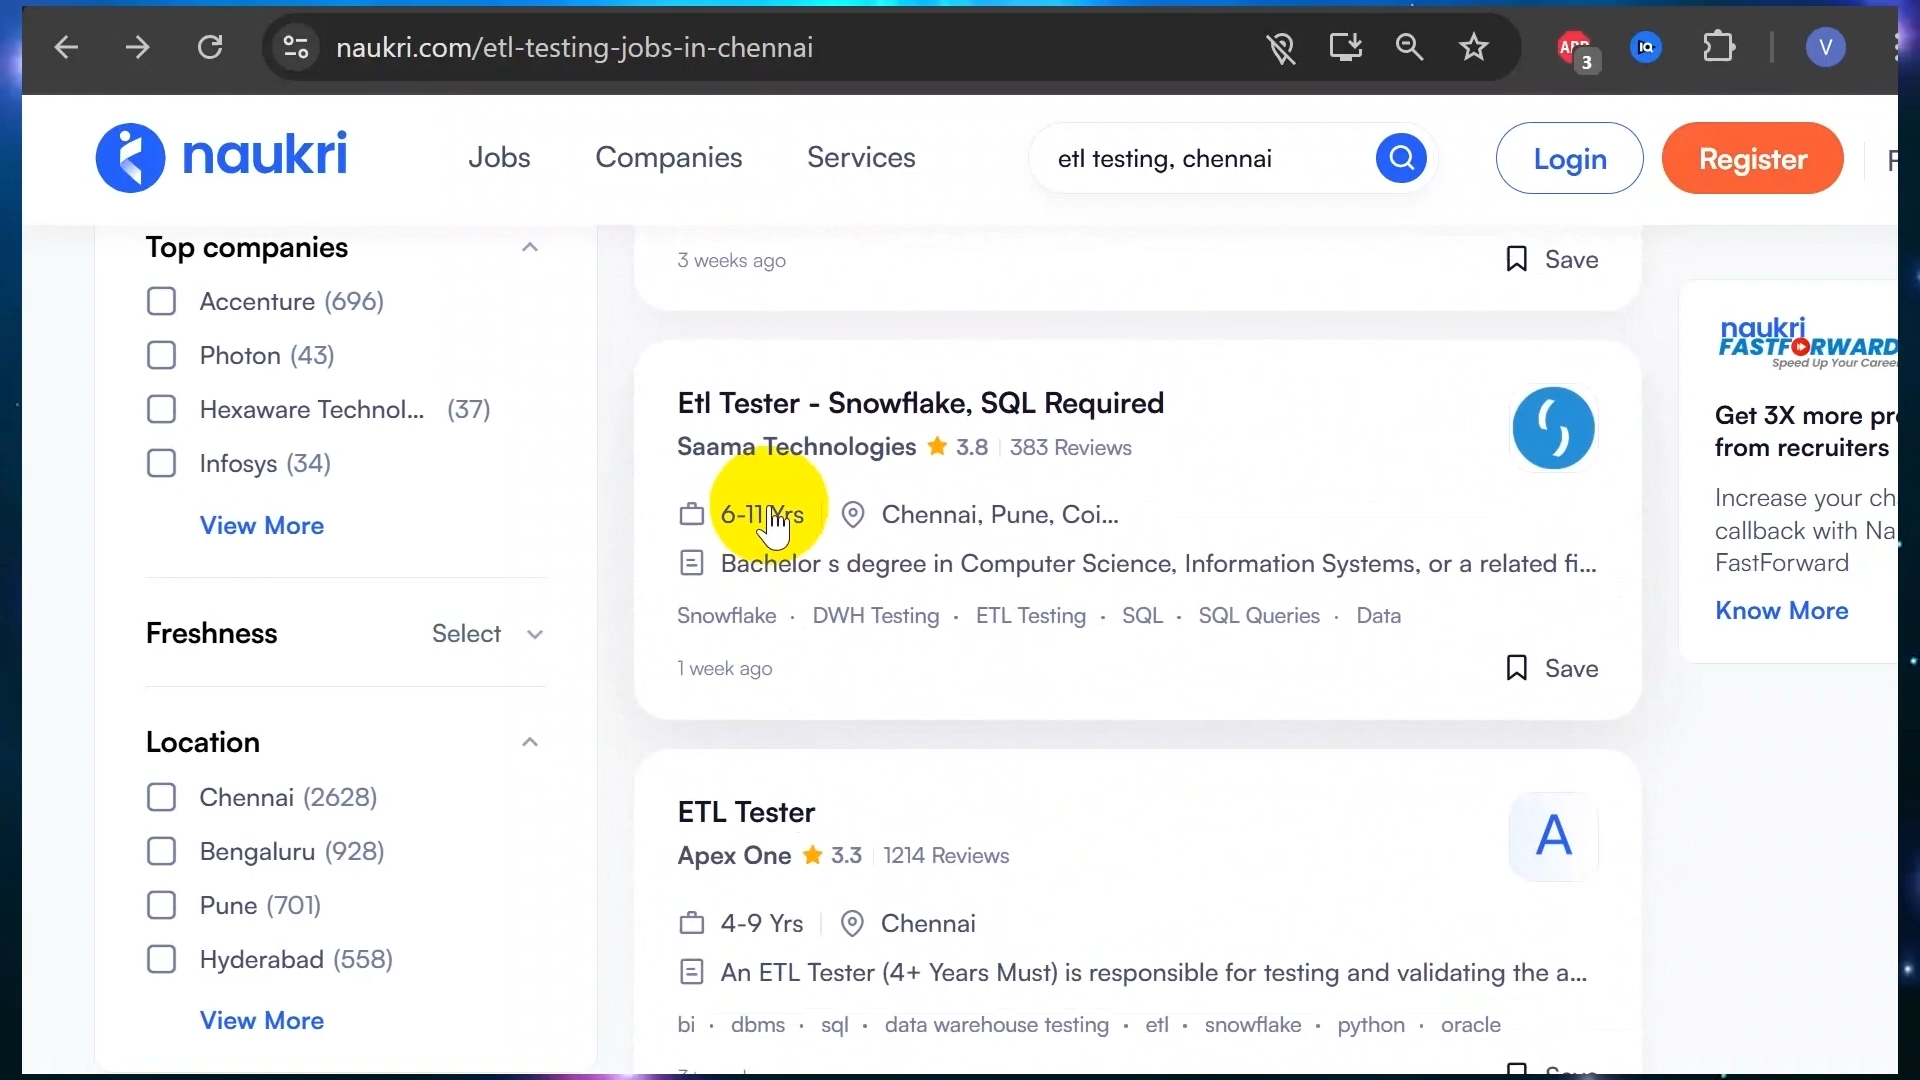 naukri.com/etl-testing-jobs-in-chennai
3
IQ
V
naukri
Jobs
Companies
Services
etl testing, chennai
Login
Register
Top companies
Accenture (696)
Photon (43)
Hexaware Technol... (37)
Infosys (34)
View More
Freshness
Select
Location
Chennai (2628)
Bengaluru (928)
Pune (701)
Hyderabad (558)
View More
3 weeks ago
Save
Etl Tester - Snowflake, SQL Required
Saama Technologies 3.8 383 Reviews
6-11 Yrs
Chennai, Pune, Coi...
Bachelor s degree in Computer Science, Information Systems, or a related fi...
Snowflake · DWH Testing · ETL Testing · SQL · SQL Queries · Data
1 week ago
Save
ETL Tester
A
Apex One 3.3 1214 Reviews
4-9 Yrs
Chennai
An ETL Tester (4+ Years Must) is responsible for testing and validating the a...
bi · dbms · sql · data warehouse testing · etl · snowflake · python · oracle
naukri
FASTFORWARD
Speed Up Your Career
Get 3X more
from recruiters
Increase your
callback with
FastForward
Know More